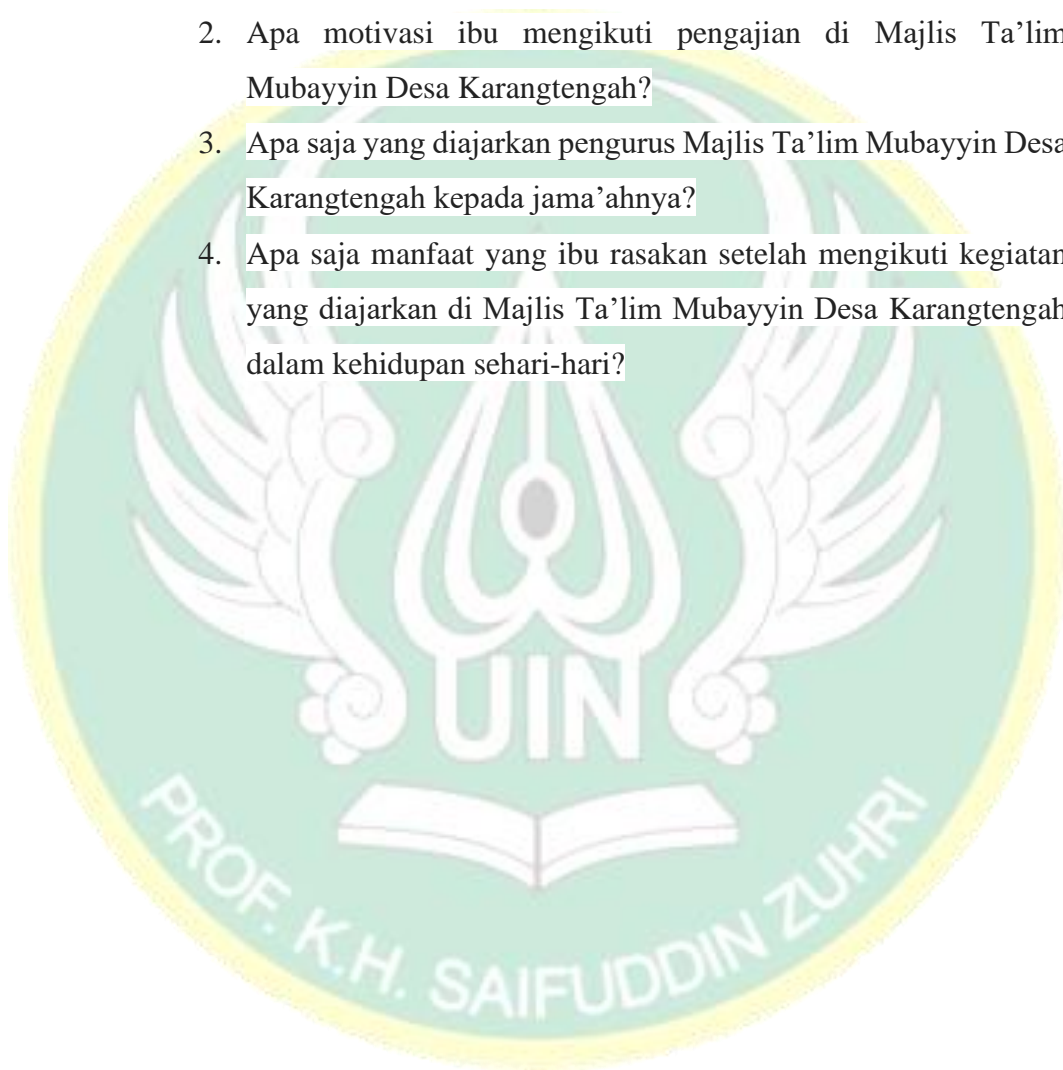 2. Apa motivasi ibu mengikuti pengajian di Majlis Ta’lim
Mubayyin Desa Karangtengah?
3. Apa saja yang diajarkan pengurus Majlis Ta’lim Mubayyin Desa
Karangtengah kepada jama’ahnya?
4. Apa saja manfaat yang ibu rasakan setelah mengikuti kegiatan
yang diajarkan di Majlis Ta’lim Mubayyin Desa Karangtengah
dalam kehidupan sehari-hari?
UIN
PROF. K.H. SAIFUDDIN ZUHRI